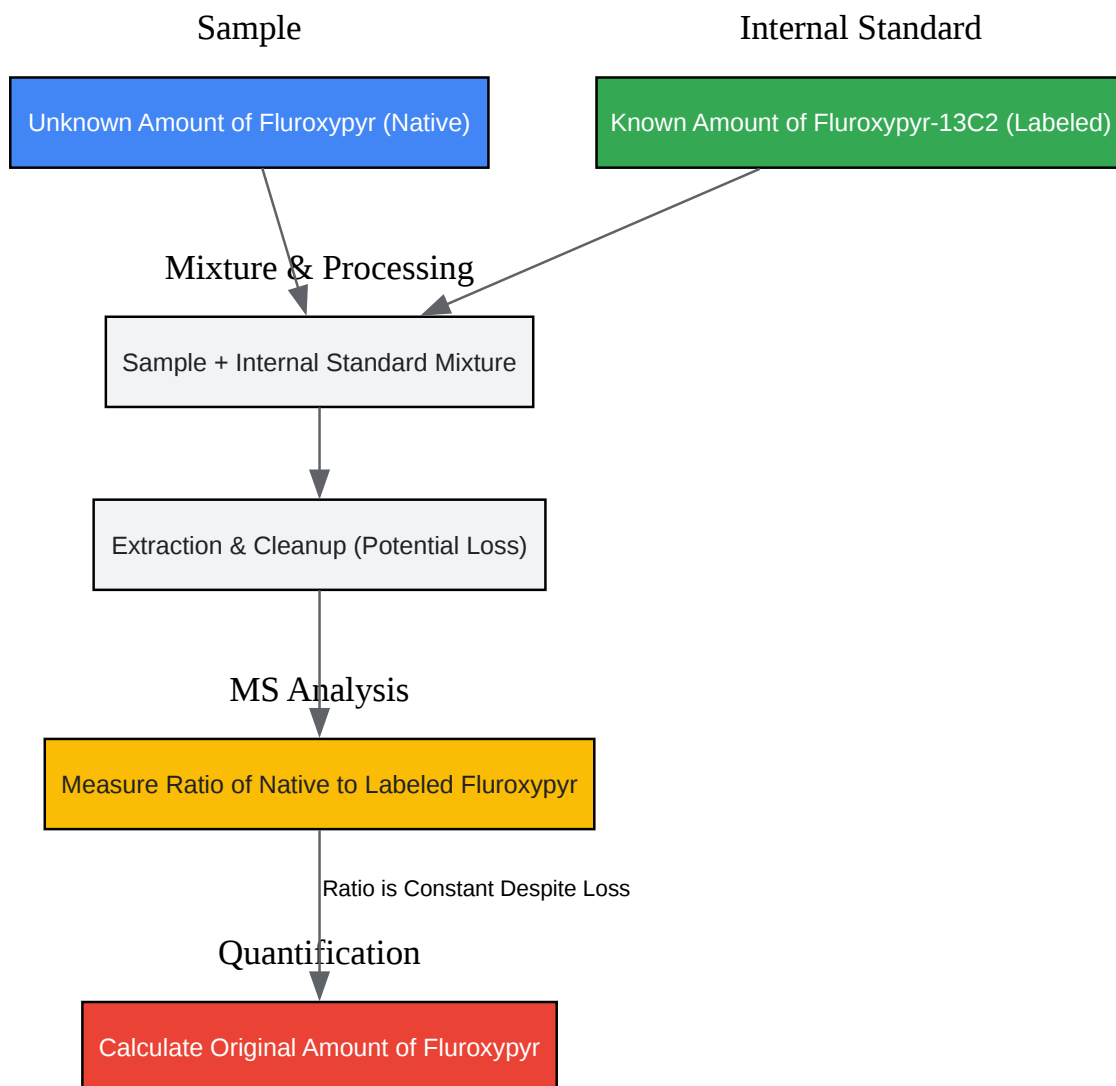 Sample
Internal Standard
Unknown Amount of Fluroxypyr (Native)
Known Amount of Fluroxypyr-13C2 (Labeled)
Mixture & Processing
Sample + Internal Standard Mixture
Extraction & Cleanup (Potential Loss)
MS Analysis
Measure Ratio of Native to Labeled Fluroxypyr
Ratio is Constant Despite Loss
Quantification
Calculate Original Amount of Fluroxypyr